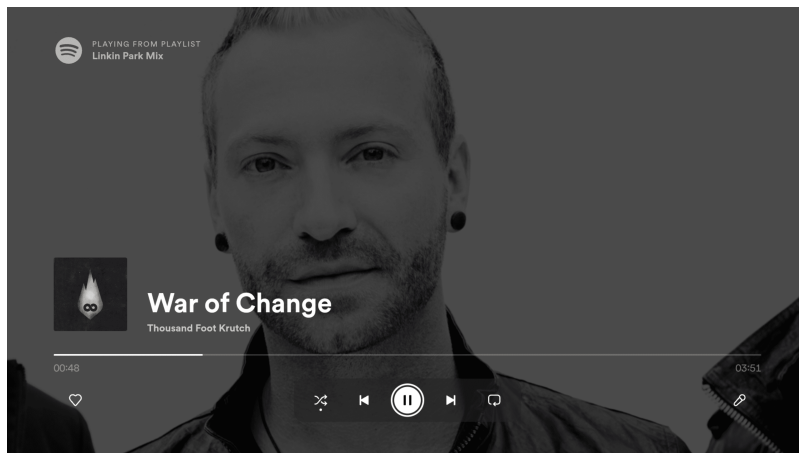 PLAYING FROM PLAYLIST
Linkin Park Mix
War of Change
Thousand Foot Krutch
00:48
03:51